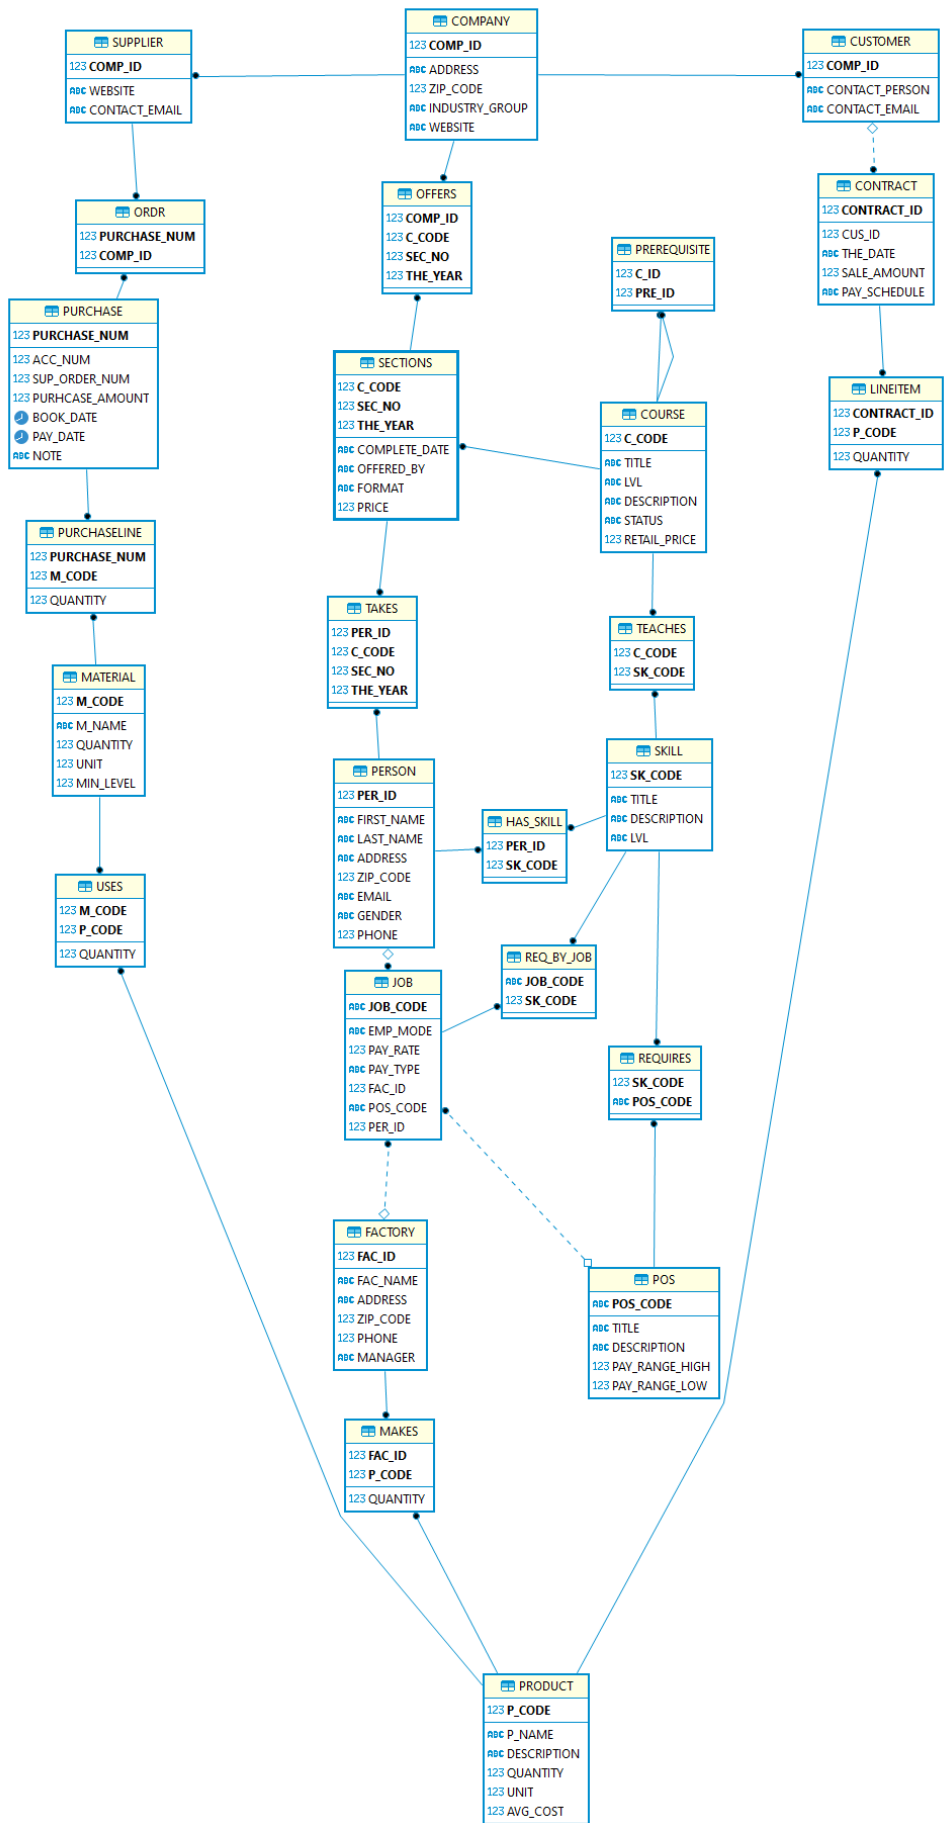 COMPANY
123 COMP_ID
ABC ADDRESS
123 ZIP_CODE
ABC INDUSTRY_GROUP
ABC WEBSITE
SUPPLIER
123 COMP_ID
ABC WEBSITE
ABC CONTACT_EMAIL
CUSTOMER
123 COMP_ID
ABC CONTACT_PERSON
ABC CONTACT_EMAIL
OFFERS
123 COMP_ID
123 C_CODE
123 SEC_NO
123 THE_YEAR
CONTRACT
123 CONTRACT_ID
123 CUS_ID
ABC THE_DATE
123 SALE_AMOUNT
ABC PAY_SCHEDULE
ORDR
123 PURCHASE_NUM
123 COMP_ID
PREREQUISITE
123 C_ID
123 PRE_ID
PURCHASE
123 PURCHASE_NUM
123 ACC_NUM
123 SUP_ORDER_NUM
123 PURHCASE_AMOUNT
BOOK_DATE
PAY_DATE
ABC NOTE
SECTIONS
123 C_CODE
123 SEC_NO
123 THE_YEAR
ABC COMPLETE_DATE
ABC OFFERED_BY
ABC FORMAT
123 PRICE
COURSE
123 C_CODE
ABC TITLE
ABC LVL
ABC DESCRIPTION
ABC STATUS
123 RETAIL_PRICE
LINEITEM
123 CONTRACT_ID
123 P_CODE
123 QUANTITY
PURCHASELINE
123 PURCHASE_NUM
123 M_CODE
123 QUANTITY
TAKES
123 PER_ID
123 C_CODE
123 SEC_NO
123 THE_YEAR
TEACHES
123 C_CODE
123 SK_CODE
MATERIAL
123 M_CODE
ABC M_NAME
123 QUANTITY
123 UNIT
123 MIN_LEVEL
PERSON
123 PER_ID
ABC FIRST_NAME
ABC LAST_NAME
ABC ADDRESS
123 ZIP_CODE
ABC EMAIL
ABC GENDER
123 PHONE
SKILL
123 SK_CODE
ABC TITLE
ABC DESCRIPTION
ABC LVL
HAS_SKILL
123 PER_ID
123 SK_CODE
USES
123 M_CODE
123 P_CODE
123 QUANTITY
REQ_BY_JOB
ABC JOB_CODE
123 SK_CODE
JOB
ABC JOB_CODE
ABC EMP_MODE
123 PAY_RATE
ABC PAY_TYPE
123 FAC_ID
ABC POS_CODE
123 PER_ID
REQUIRES
123 SK_CODE
ABC POS_CODE
FACTORY
123 FAC_ID
ABC FAC_NAME
ABC ADDRESS
123 ZIP_CODE
123 PHONE
ABC MANAGER
POS
ABC POS_CODE
ABC TITLE
ABC DESCRIPTION
123 PAY_RANGE_HIGH
123 PAY_RANGE_LOW
MAKES
123 FAC_ID
123 P_CODE
123 QUANTITY
PRODUCT
123 P_CODE
ABC P_NAME
ABC DESCRIPTION
123 QUANTITY
123 UNIT
123 AVG_COST